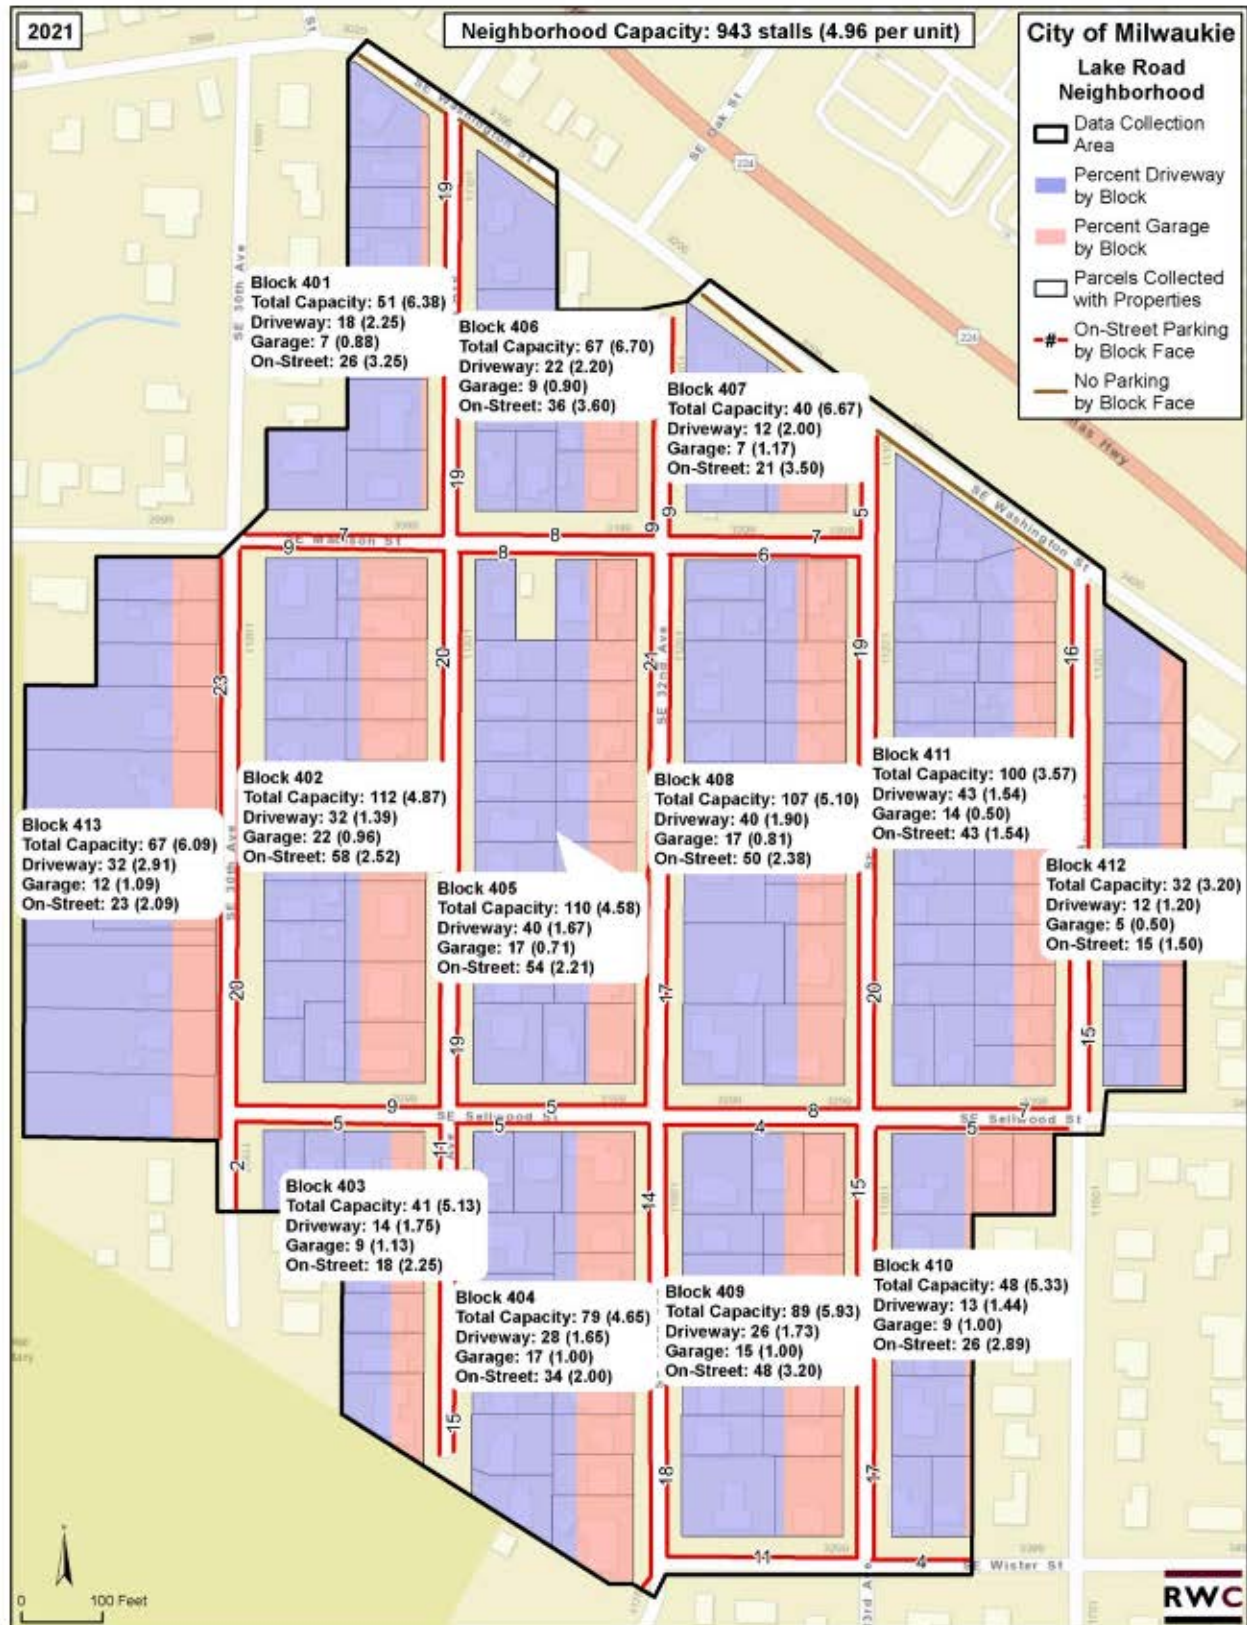 2021
Neighborhood Capacity: 943 stalls (4.96 per unit)
City of Milwaukie
Lake Road
Neighborhood
Data Collection
Area
Percent Driveway
by Block
Percent Garage
by Block
Parcels Collected
with Properties
# On-Street Parking
by Block Face
No Parking
by Block Face
SE Washington St
SE Oak St
224
224
SE 30th Ave
19
Block 401
Total Capacity: 51 (6.38)
Driveway: 18 (2.25)
Garage: 7 (0.88)
On-Street: 26 (3.25)
Block 406
Total Capacity: 67 (6.70)
Driveway: 22 (2.20)
Garage: 9 (0.90)
On-Street: 36 (3.60)
Block 407
Total Capacity: 40 (6.67)
Driveway: 12 (2.00)
Garage: 7 (1.17)
On-Street: 21 (3.50)
19
9
9
5
SE Washington St
7
8
7
SE Madison St
9
8
6
23
20
21
SE 32nd Ave
19
16
Block 402
Total Capacity: 112 (4.87)
Driveway: 32 (1.39)
Garage: 22 (0.96)
On-Street: 58 (2.52)
Block 408
Total Capacity: 107 (5.10)
Driveway: 40 (1.90)
Garage: 17 (0.81)
On-Street: 50 (2.38)
Block 411
Total Capacity: 100 (3.57)
Driveway: 43 (1.54)
Garage: 14 (0.50)
On-Street: 43 (1.54)
Block 413
Total Capacity: 67 (6.09)
Driveway: 32 (2.91)
Garage: 12 (1.09)
On-Street: 23 (2.09)
SE 30th Ave
Block 405
Total Capacity: 110 (4.58)
Driveway: 40 (1.67)
Garage: 17 (0.71)
On-Street: 54 (2.21)
Block 412
Total Capacity: 32 (3.20)
Driveway: 12 (1.20)
Garage: 5 (0.50)
On-Street: 15 (1.50)
20
19
17
20
15
9
5
8
7
SE Sellwood St
SE Sellwood St
5
5
4
5
2
11
14
15
Block 403
Total Capacity: 41 (5.13)
Driveway: 14 (1.75)
Garage: 9 (1.13)
On-Street: 18 (2.25)
Block 404
Total Capacity: 79 (4.65)
Driveway: 28 (1.65)
Garage: 17 (1.00)
On-Street: 34 (2.00)
Block 409
Total Capacity: 89 (5.93)
Driveway: 26 (1.73)
Garage: 15 (1.00)
On-Street: 48 (3.20)
Block 410
Total Capacity: 48 (5.33)
Driveway: 13 (1.44)
Garage: 9 (1.00)
On-Street: 26 (2.89)
15
18
17
11
4
SE Wister St
0 100 Feet
RWC